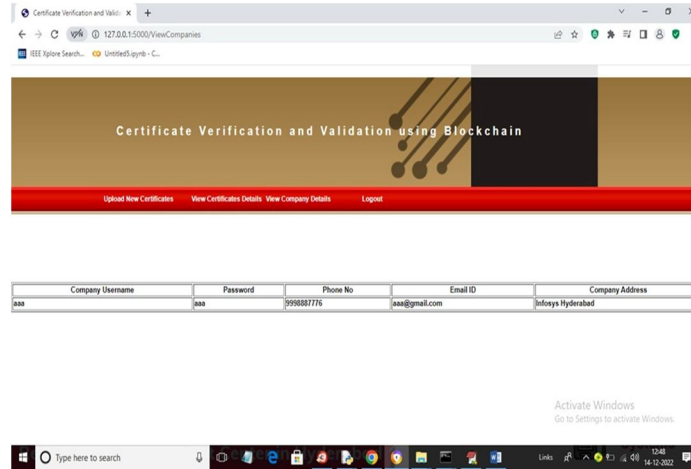 Certificate Verification and Valid
127.0.0.1:5000/ViewCompanies
IEEE Xplore Search... Untitled5.ipynb - C...
Certificate Verification and Validation using Blockchain
Upload New Certificates View Certificates Details View Company Details Logout
Company Username Password Phone No Email ID Company Address
aaa aaa 9998887776 aaa@gmail.com Infosys Hyderabad
Activate Windows
Go to Settings to activate Windows.
Type here to search Links 12:48
14-12-2022